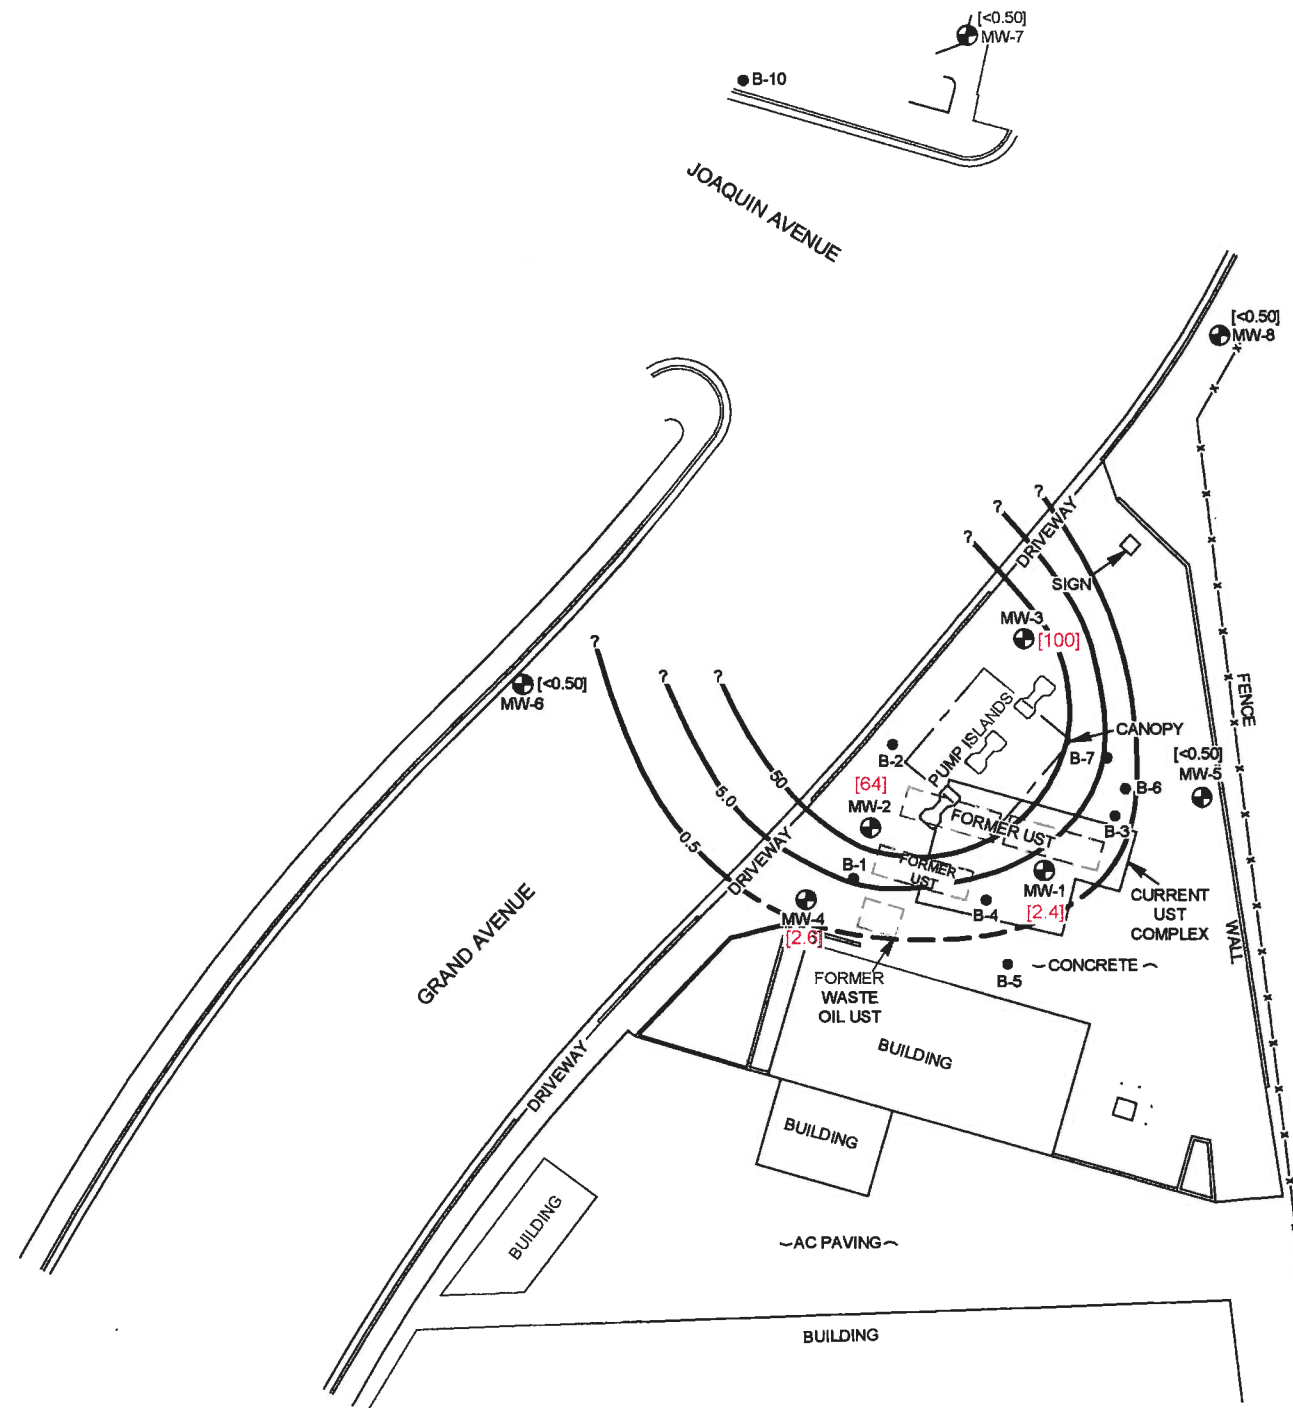 [<0.50]
MW-7
B-10
JOAQUIN AVENUE
[<0.50]
MW-8
?
?
?
DRIVEWAY
SIGN
MW-3
[100]
?
?
?
[<0.50]
MW-6
FENCE
PUMP ISLANDS
CANOPY
B-2
B-7
[<0.50]
MW-5
50
5.0
0.5
[64]
MW-2
B-6
B-3
FORMER UST
DRIVEWAY
B-1
FORMER
UST
MW-1
[2.4]
B-4
MW-4
[2.6]
CURRENT
UST
COMPLEX
WALL
GRAND AVENUE
B-5
CONCRETE
FORMER
WASTE
OIL UST
BUILDING
DRIVEWAY
BUILDING
BUILDING
AC PAVING
BUILDING